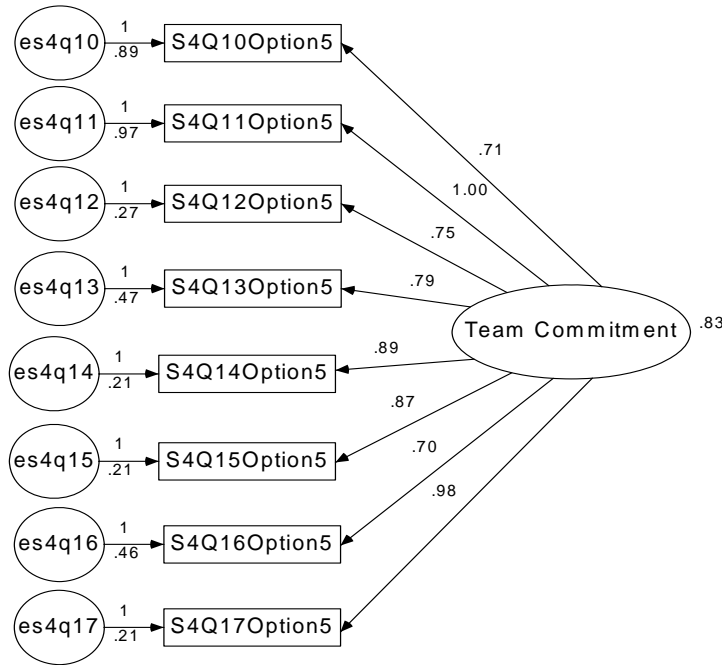 es4q10 1 .89 S4Q10Option5
es4q11 1 .97 S4Q11Option5
es4q12 1 .27 S4Q12Option5
es4q13 1 .47 S4Q13Option5
es4q14 1 .21 S4Q14Option5
es4q15 1 .21 S4Q15Option5
es4q16 1 .46 S4Q16Option5
es4q17 1 .21 S4Q17Option5
.71
1.00
.75
.79
.89
.87
.70
.98
Team Commitment
.83